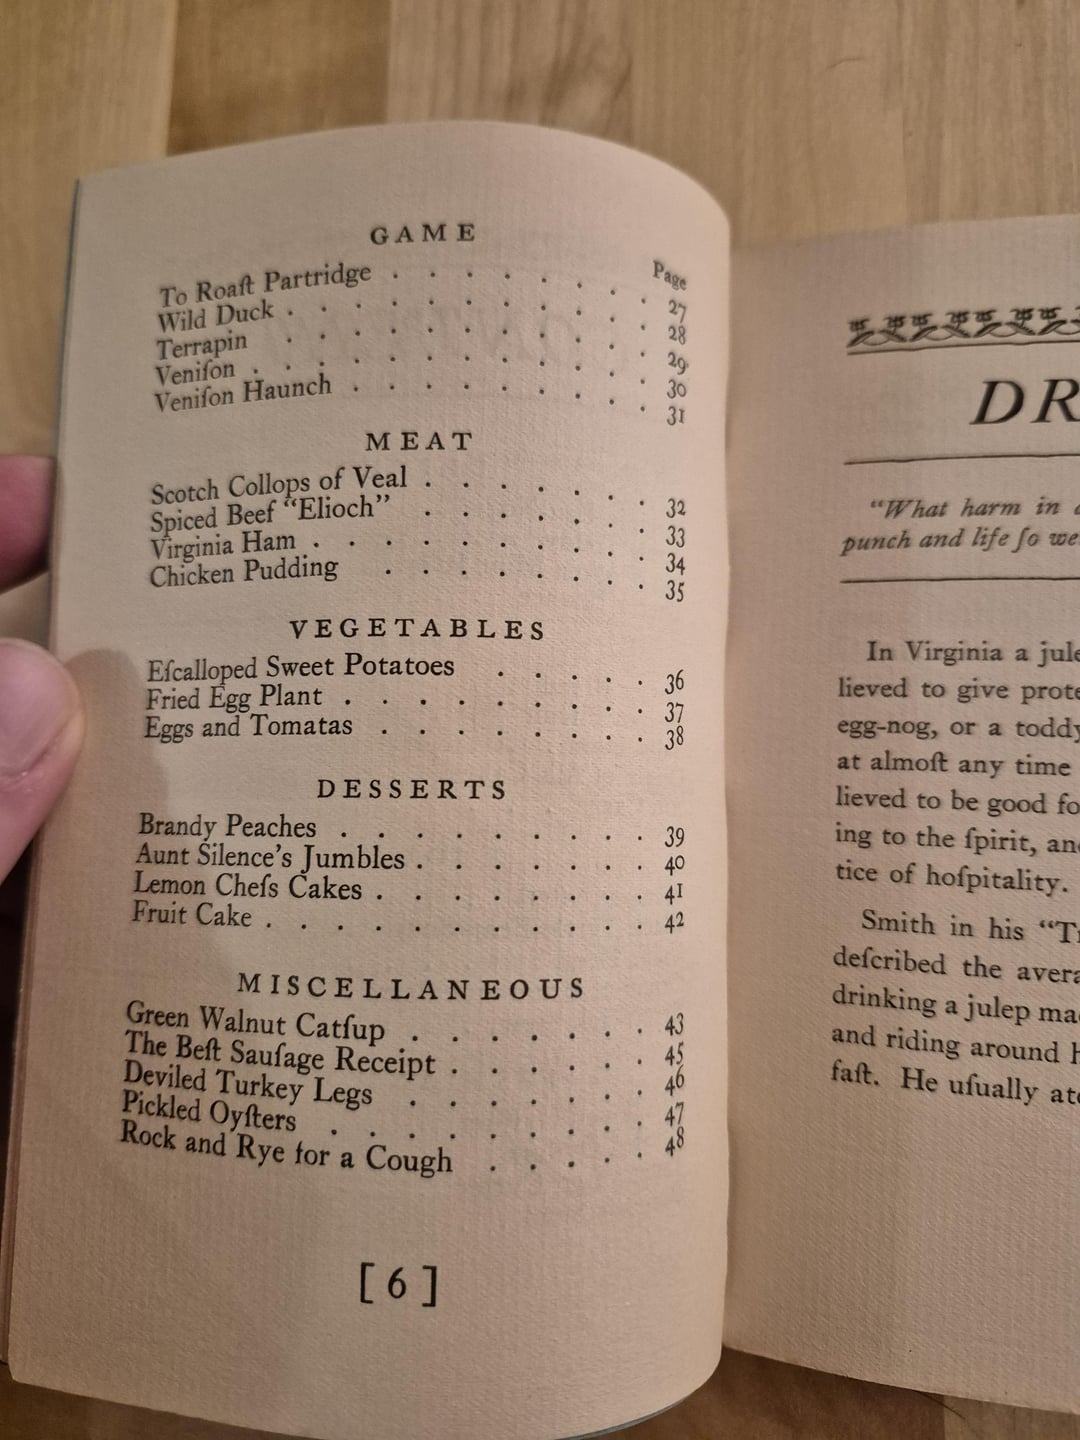 GAME
Page
To Roaſt Partridge . . . . . . 27
Wild Duck . . . . . . . . 28
Terrapin . . . . . . . . 29
Veniſon . . . . . . . . 30
Veniſon Haunch . . . . . . . 31
MEAT
Scotch Collops of Veal . . . . . . 32
Spiced Beef “Elioch” . . . . . . 33
Virginia Ham . . . . . . . . 34
Chicken Pudding . . . . . . . 35
VEGETABLES
Eſcalloped Sweet Potatoes . . . . . 36
Fried Egg Plant . . . . . . . . 37
Eggs and Tomatas . . . . . . . 38
DESSERTS
Brandy Peaches . . . . . . . . . 39
Aunt Silence’s Jumbles . . . . . . . 40
Lemon Cheſs Cakes . . . . . . . . 41
Fruit Cake . . . . . . . . . . . 42
MISCELLANEOUS
Green Walnut Catſup . . . . . . . 43
The Beſt Sauſage Receipt . . . . . . 45
Deviled Turkey Legs . . . . . . . 46
Pickled Oyſters . . . . . . . . . 47
Rock and Rye for a Cough . . . . . 48
[ 6 ]
DR
“What harm in
punch and life ſo we
In Virginia a jule
lieved to give prote
egg-nog, or a toddy
at almoſt any time
lieved to be good fo
ing to the ſpirit, an
tice of hoſpitality.
Smith in his “T
deſcribed the avera
drinking a julep ma
and riding around h
faſt. He uſually at